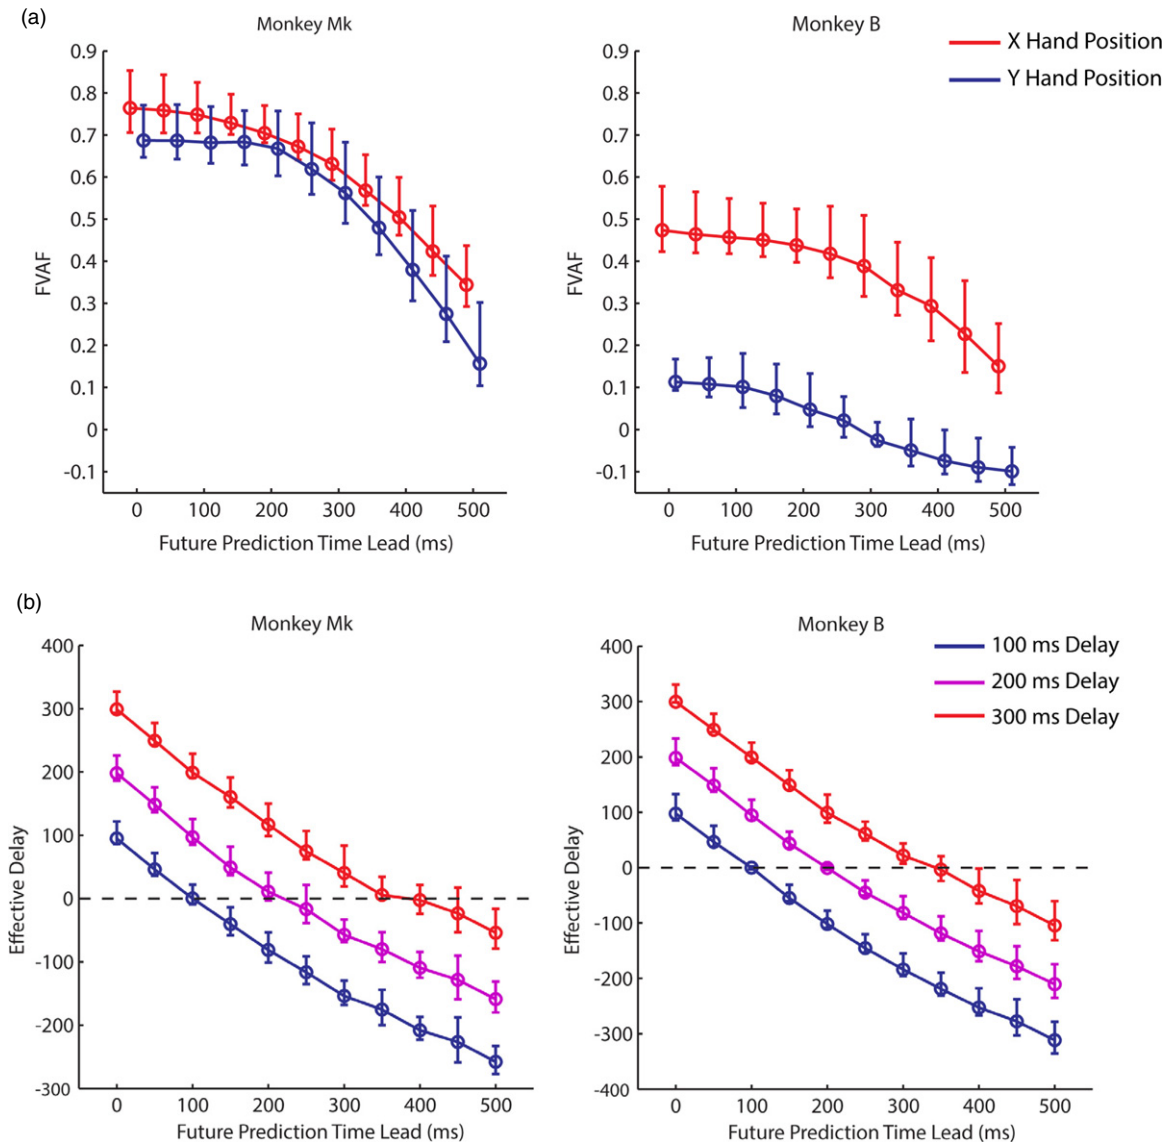 (a)
Monkey Mk
Monkey B
X Hand Position
Y Hand Position
FVAF
0.9
0.8
0.7
0.6
0.5
0.4
0.3
0.2
0.1
0
-0.1
0 100 200 300 400 500
Future Prediction Time Lead (ms)
FVAF
0.9
0.8
0.7
0.6
0.5
0.4
0.3
0.2
0.1
0
-0.1
0 100 200 300 400 500
Future Prediction Time Lead (ms)
(b)
Monkey Mk
Monkey B
100 ms Delay
200 ms Delay
300 ms Delay
Effective Delay
400
300
200
100
0
-100
-200
-300
0 100 200 300 400 500
Future Prediction Time Lead (ms)
Effective Delay
400
300
200
100
0
-100
-200
-300
-400
0 100 200 300 400 500
Future Prediction Time Lead (ms)